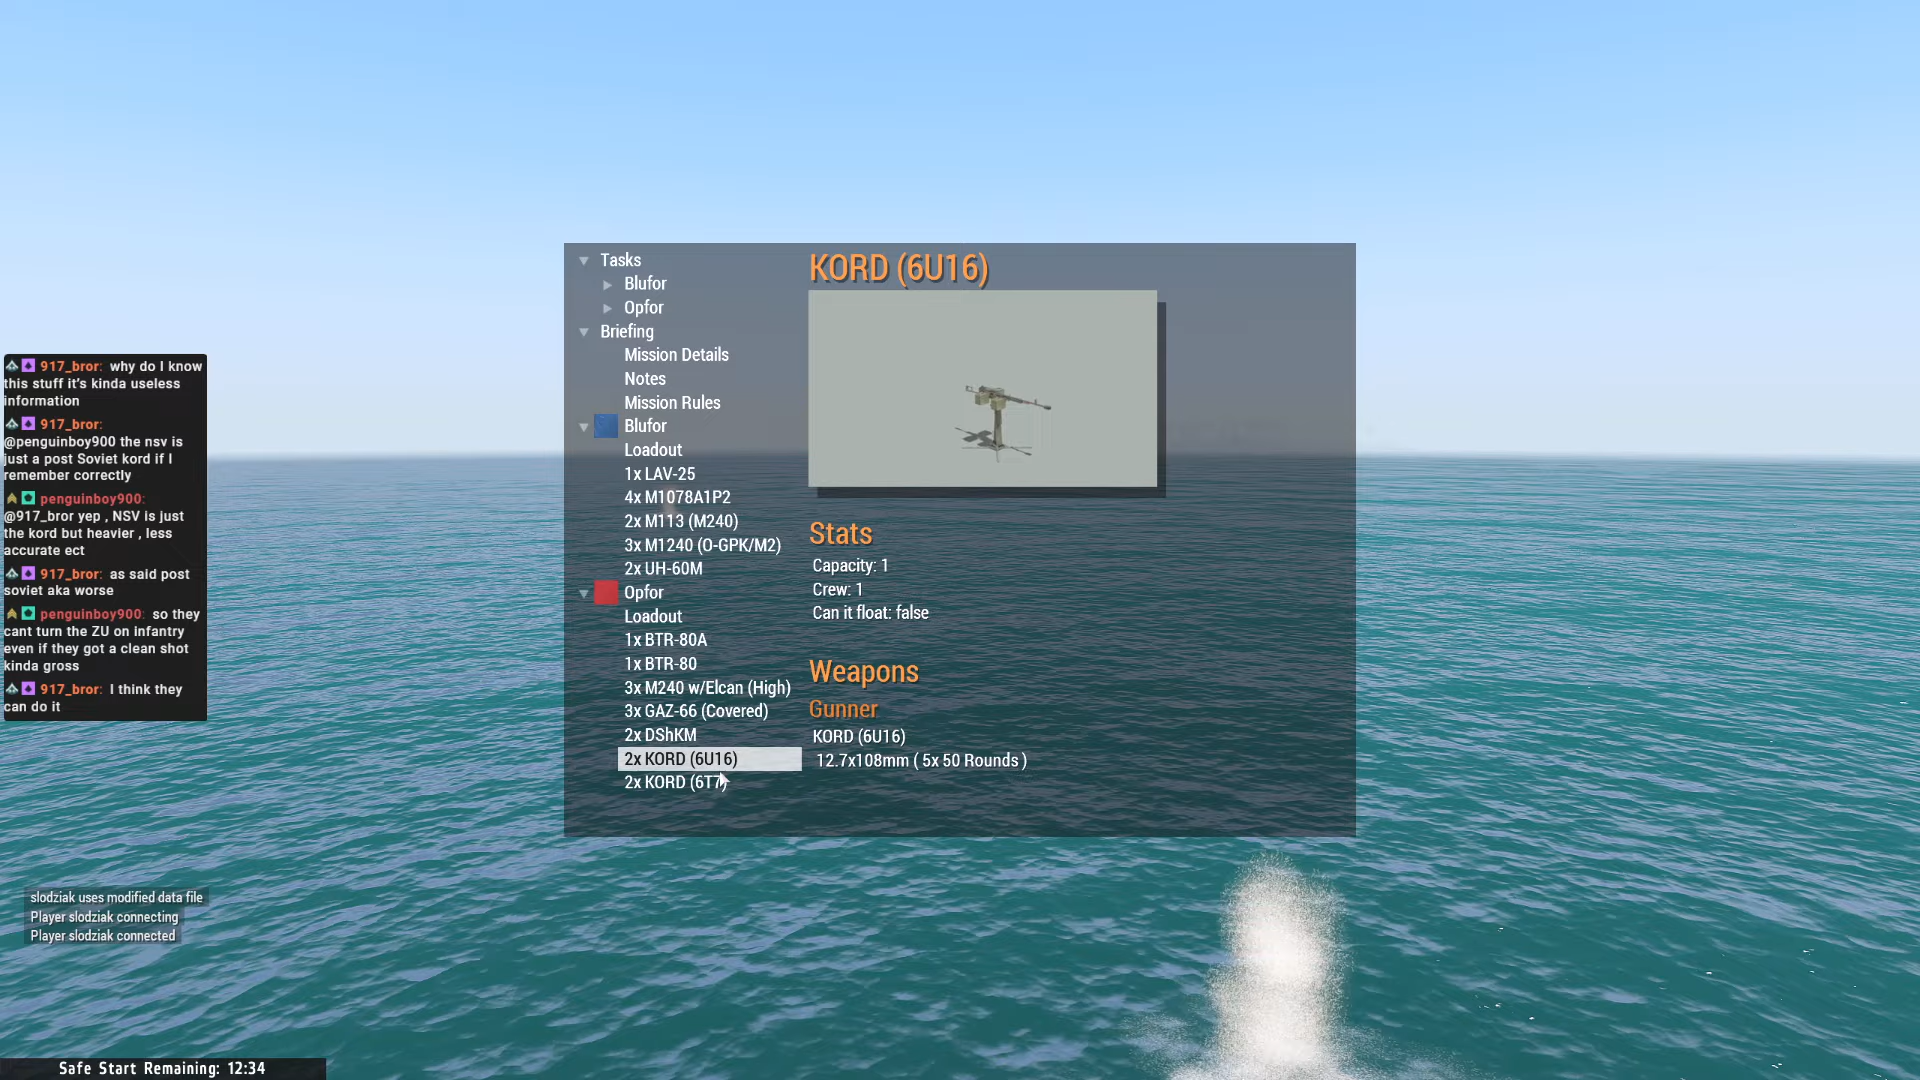 917_bror: why do I know
this stuff it's kinda useless
information
917_bror:
@penguinboy900 the nsv is
just a post Soviet kord if I
remember correctly
penguinboy900:
@917_bror yep , NSV is just
the kord but heavier , less
accurate ect
917_bror: as said post
soviet aka worse
penguinboy900: so they
cant turn the ZU on infantry
even if they got a clean shot
kinda gross
917_bror: I think they
can do it
slodziak uses modified data file
Player slodziak connecting
Player slodziak connected
Safe Start Remaining: 12:34
Tasks
Blufor
Opfor
Briefing
Mission Details
Notes
Mission Rules
Blufor
Loadout
1x LAV-25
4x M1078A1P2
2x M113 (M240)
3x M1240 (O-GPK/M2)
2x UH-60M
Opfor
Loadout
1x BTR-80A
1x BTR-80
3x M240 w/Elcan (High)
3x GAZ-66 (Covered)
2x DShKM
2x KORD (6U16)
2x KORD (6T7)
KORD (6U16)
Stats
Capacity: 1
Crew: 1
Can it float: false
Weapons
Gunner
KORD (6U16)
12.7x108mm ( 5x 50 Rounds )